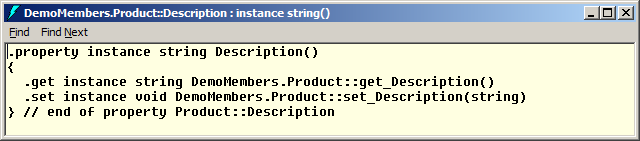 DemoMembers.Product::Description : instance string()
Find Find Next
.property instance string Description()
{
  .get instance string DemoMembers.Product::get_Description()
  .set instance void DemoMembers.Product::set_Description(string)
} // end of property Product::Description